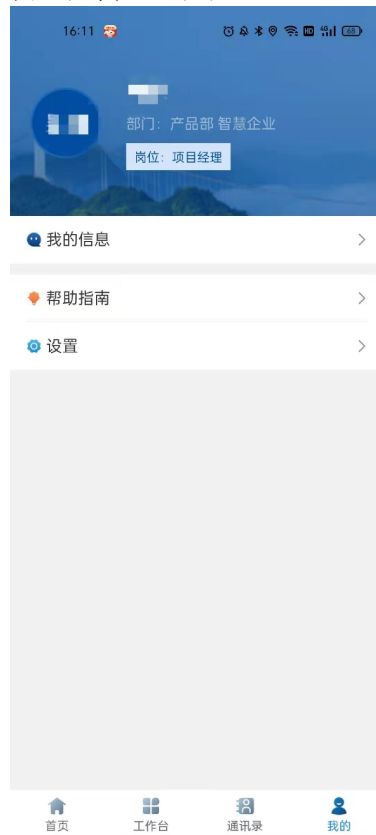 16:11
部门：产品部 智慧企业
岗位：项目经理
我的信息
帮助指南
设置
首页
工作台
通讯录
我的